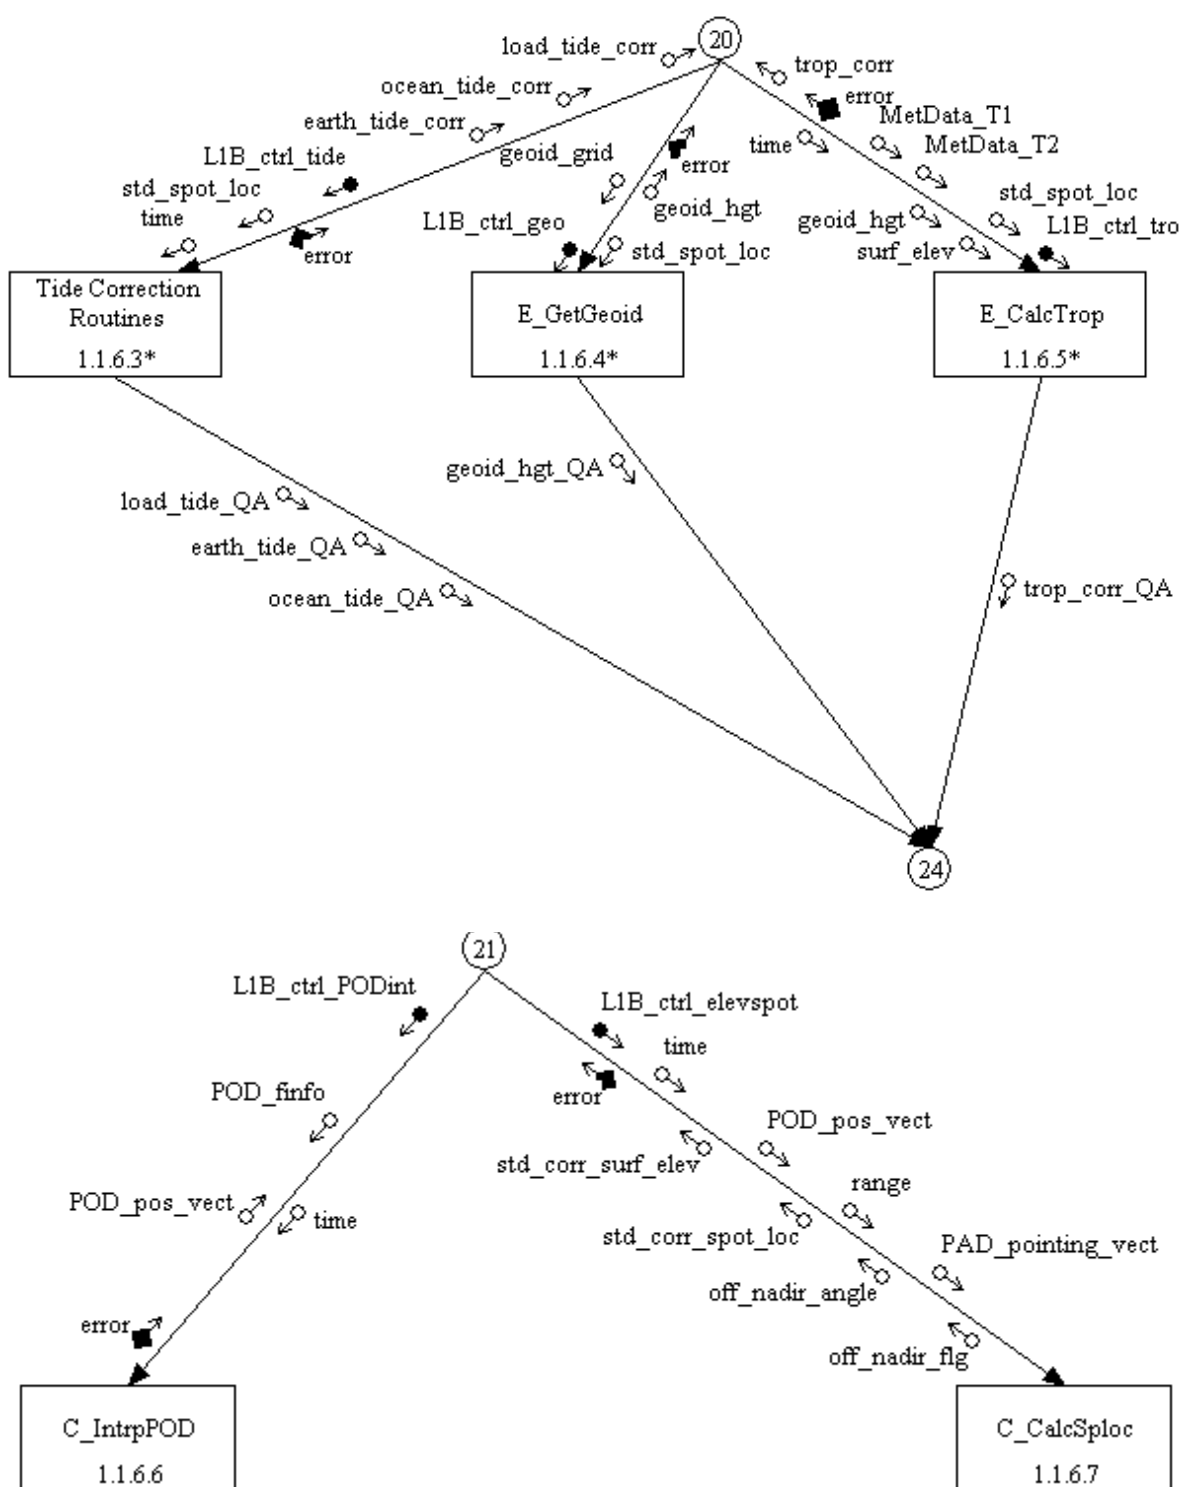 20
load_tide_corr
trop_corr
ocean_tide_corr
error
earth_tide_corr
MetData_T1
geoid_grid
time
MetData_T2
L1B_ctrl_tide
error
std_spot_loc
std_spot_loc
time
geoid_hgt
geoid_hgt
L1B_ctrl_geo
L1B_ctrl_tro
error
std_spot_loc
surf_elev
Tide Correction
Routines
1.1.6.3*
E_GetGeoid
1.1.6.4*
E_CalcTrop
1.1.6.5*
geoid_hgt_QA
load_tide_QA
earth_tide_QA
ocean_tide_QA
trop_corr_QA
24
21
L1B_ctrl_PODint
L1B_ctrl_elevspot
time
POD_finfo
error
POD_pos_vect
std_corr_surf_elev
range
POD_pos_vect
time
std_corr_spot_loc
PAD_pointing_vect
off_nadir_angle
error
off_nadir_flg
C_IntrpPOD
1.1.6.6
C_CalcSploc
1.1.6.7